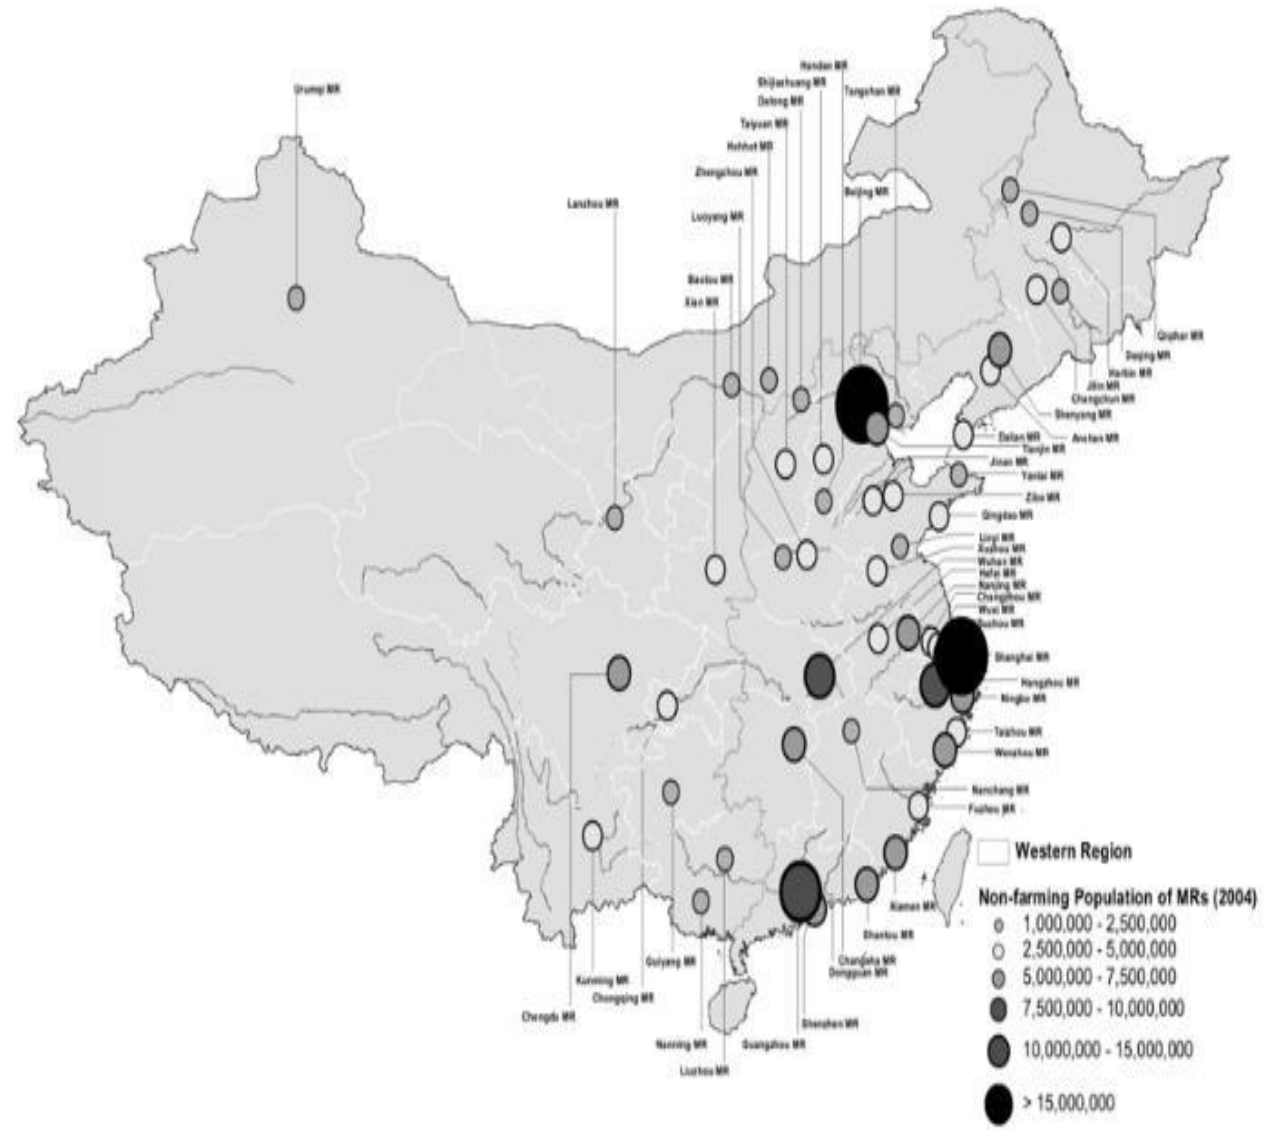 Handan MR
Shijiazhuang MR
Urumqi MR
Tangshan MR
Datong MR
Taiyuan MR
Hohhot MR
Zhengzhou MR
Beijing MR
Lanzhou MR
Luoyang MR
Baotou MR
Xian MR
Qiqihar MR
Daqing MR
Harbin MR
Jilin MR
Changchun MR
Shenyang MR
Dalian MR
Anshan MR
Tianjin MR
Jinan MR
Yantai MR
Zibo MR
Qingdao MR
Linyi MR
Xuzhou MR
Wuhan MR
Hefei MR
Nanjing MR
Changzhou MR
Wuxi MR
Suzhou MR
Shanghai MR
Hangzhou MR
Ningbo MR
Taizhou MR
Wenzhou MR
Nanchang MR
Fuzhou MR
Western Region
Non-farming Population of MRs (2004)
1,000,000 - 2,500,000
2,500,000 - 5,000,000
5,000,000 - 7,500,000
7,500,000 - 10,000,000
10,000,000 - 15,000,000
> 15,000,000
Xiamen MR
Shantou MR
Changsha MR
Dongguan MR
Guiyang MR
Kunming MR
Chongqing MR
Chengdu MR
Shenzhen MR
Nanning MR
Guangzhou MR
Liuzhou MR